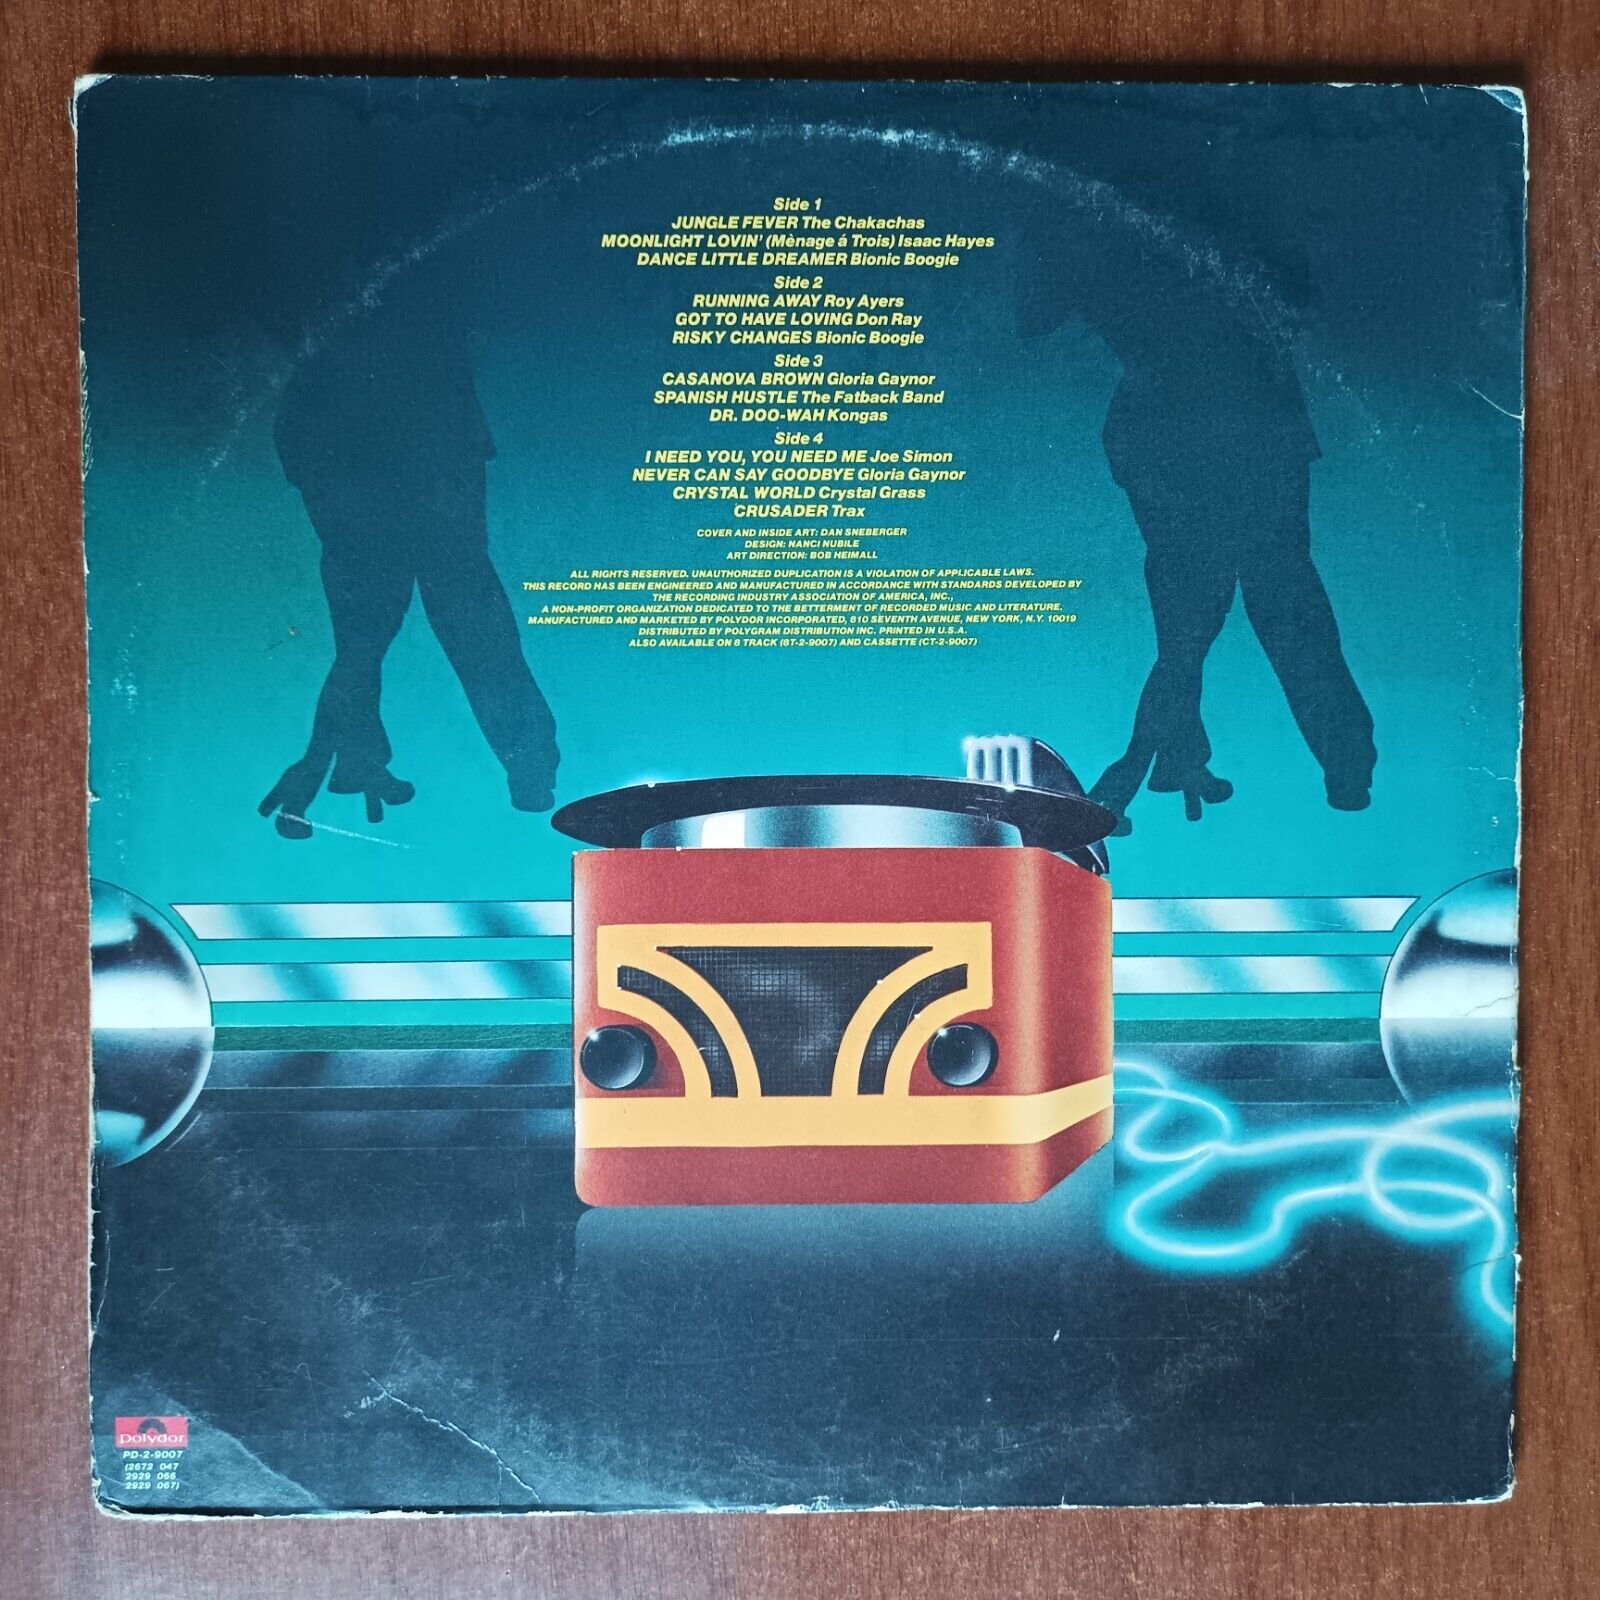 Side 1
JUNGLE FEVER The Chakachas
MOONLIGHT LOVIN' (Mènage á Trois) Isaac Hayes
DANCE LITTLE DREAMER Bionic Boogie
Side 2
RUNNING AWAY Roy Ayers
GOT TO HAVE LOVING Don Ray
RISKY CHANGES Bionic Boogie
Side 3
CASANOVA BROWN Gloria Gaynor
SPANISH HUSTLE The Fatback Band
DR. DOO-WAH Kongas
Side 4
I NEED YOU, YOU NEED ME Joe Simon
NEVER CAN SAY GOODBYE Gloria Gaynor
CRYSTAL WORLD Crystal Grass
CRUSADER Trax
COVER AND INSIDE ART: DAN SNEBERGER
DESIGN: NANCI NUBILE
ART DIRECTION: BOB HEIMALL
ALL RIGHTS RESERVED. UNAUTHORIZED DUPLICATION IS A VIOLATION OF APPLICABLE LAWS.
THIS RECORD HAS BEEN ENGINEERED AND MANUFACTURED IN ACCORDANCE WITH STANDARDS DEVELOPED BY
THE RECORDING INDUSTRY ASSOCIATION OF AMERICA, INC.,
A NON-PROFIT ORGANIZATION DEDICATED TO THE BETTERMENT OF RECORDED MUSIC AND LITERATURE.
MANUFACTURED AND MARKETED BY POLYDOR INCORPORATED, 810 SEVENTH AVENUE, NEW YORK, N.Y. 10019
DISTRIBUTED BY POLYGRAM DISTRIBUTION INC. PRINTED IN U.S.A.
ALSO AVAILABLE ON 8 TRACK (8T-2-9007) AND CASSETTE (CT-2-9007)
polydor
PD-2-9007
(2672 047
2929 066
2929 067)